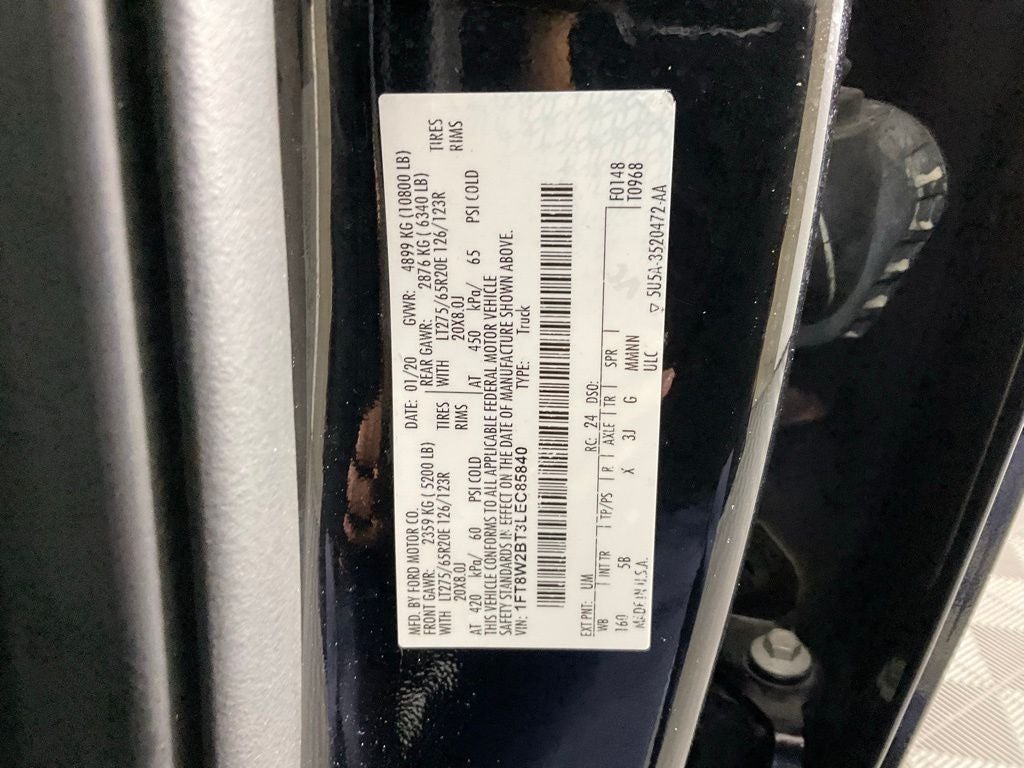 MFD. BY FORD MOTOR CO. DATE: 01/20 GVWR: 4899 KG (10800 LB)
FRONT GAWR: 2359 KG ( 5200 LB) REAR GAWR: 2876 KG ( 6340 LB)
WITH LT275/65R20E 126/123R TIRES WITH LT275/65R20E 126/123R TIRES
20X8.0J RIMS 20X8.0J RIMS
AT 420 kPa/ 60 PSI COLD AT 450 kPa/ 65 PSI COLD
THIS VEHICLE CONFORMS TO ALL APPLICABLE FEDERAL MOTOR VEHICLE
SAFETY STANDARDS IN EFFECT ON THE DATE OF MANUFACTURE SHOWN ABOVE.
VIN: 1FT8W2BT3LEC85840 TYPE: Truck
EXT PNT: UM RC: 24 DSO: F0148
WB INT TR TP/PS R AXLE TR SPR T0968
160 5B X 3J G MMNN
MADE IN U.S.A. ULC 5U5A-3520472-AA